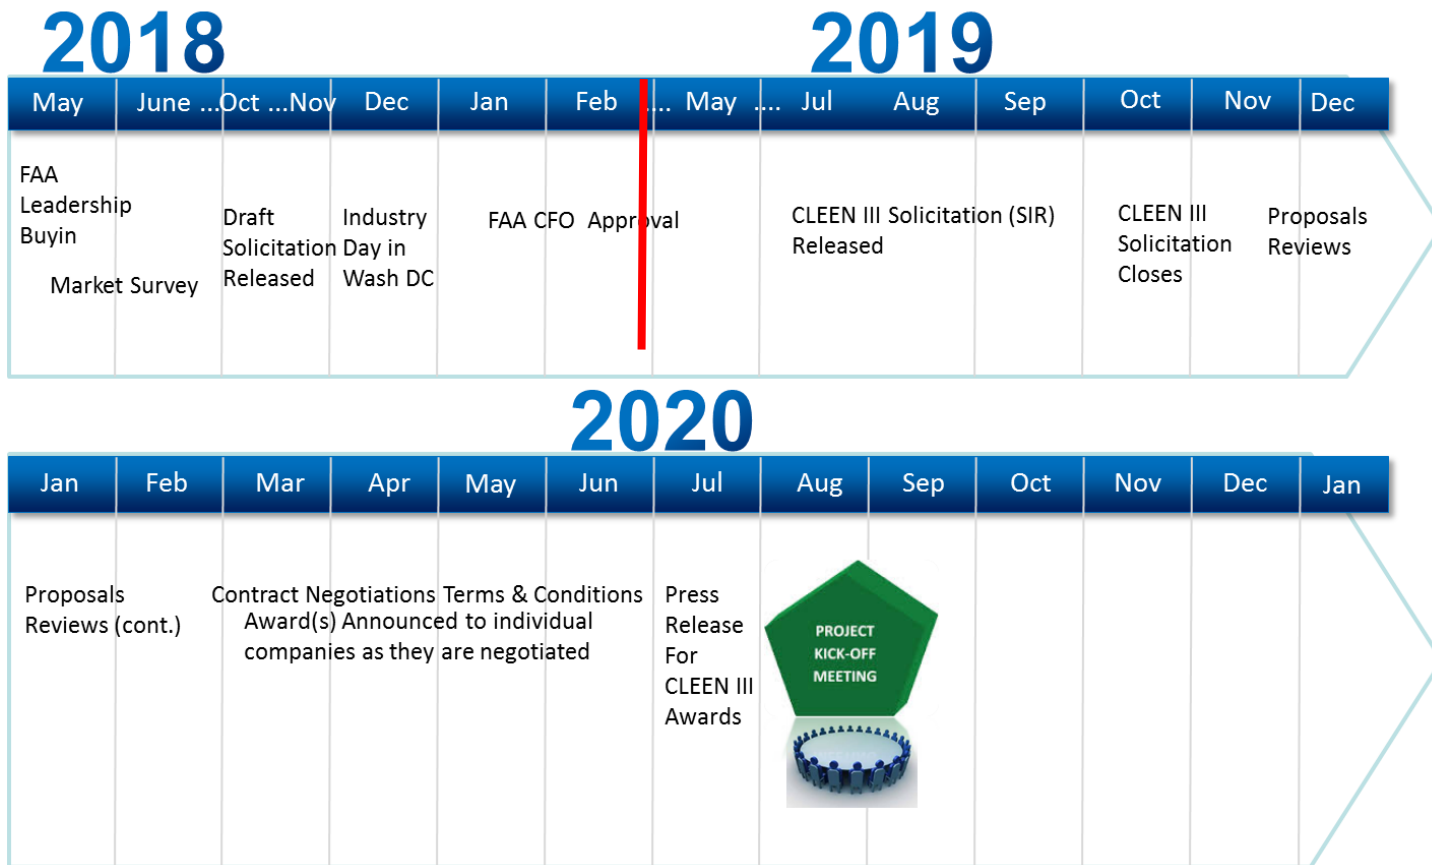 2018
2019
May June ...Oct ...Nov Dec Jan Feb .... May .... Jul Aug Sep Oct Nov Dec
FAA
Leadership
Buyin
Market Survey
Draft
Solicitation
Released
Industry
Day in
Wash DC
FAA CFO Approval
CLEEN III Solicitation (SIR)
Released
CLEEN III
Solicitation
Closes
Proposals
Reviews
2020
Jan Feb Mar Apr May Jun Jul Aug Sep Oct Nov Dec Jan
Proposals
Reviews (cont.)
Contract Negotiations Terms & Conditions
Award(s) Announced to individual
companies as they are negotiated
Press
Release
For
CLEEN III
Awards
PROJECT
KICK-OFF
MEETING